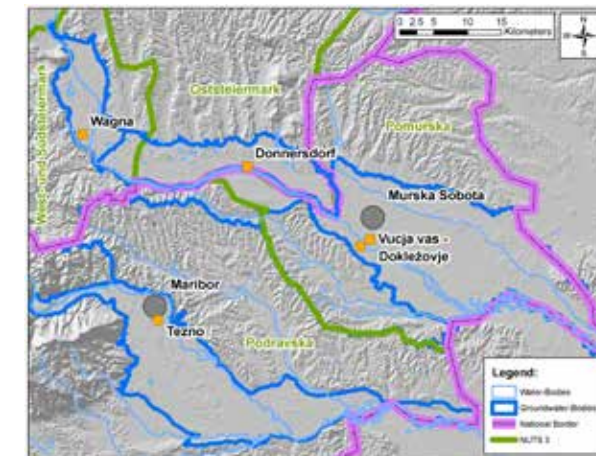 0 2.5 5 10 15
Kilometers
N
W E
S
Oststeiermark
West- und Südsteiermark
Wagna
Pomurska
Donnersdorf
Murska Sobota
Vucja vas -
Dokležovje
Maribor
Tezno
Podravska
Legend:
Water-Bodies
Groundwater-Bodies
National Border
NUTS 3